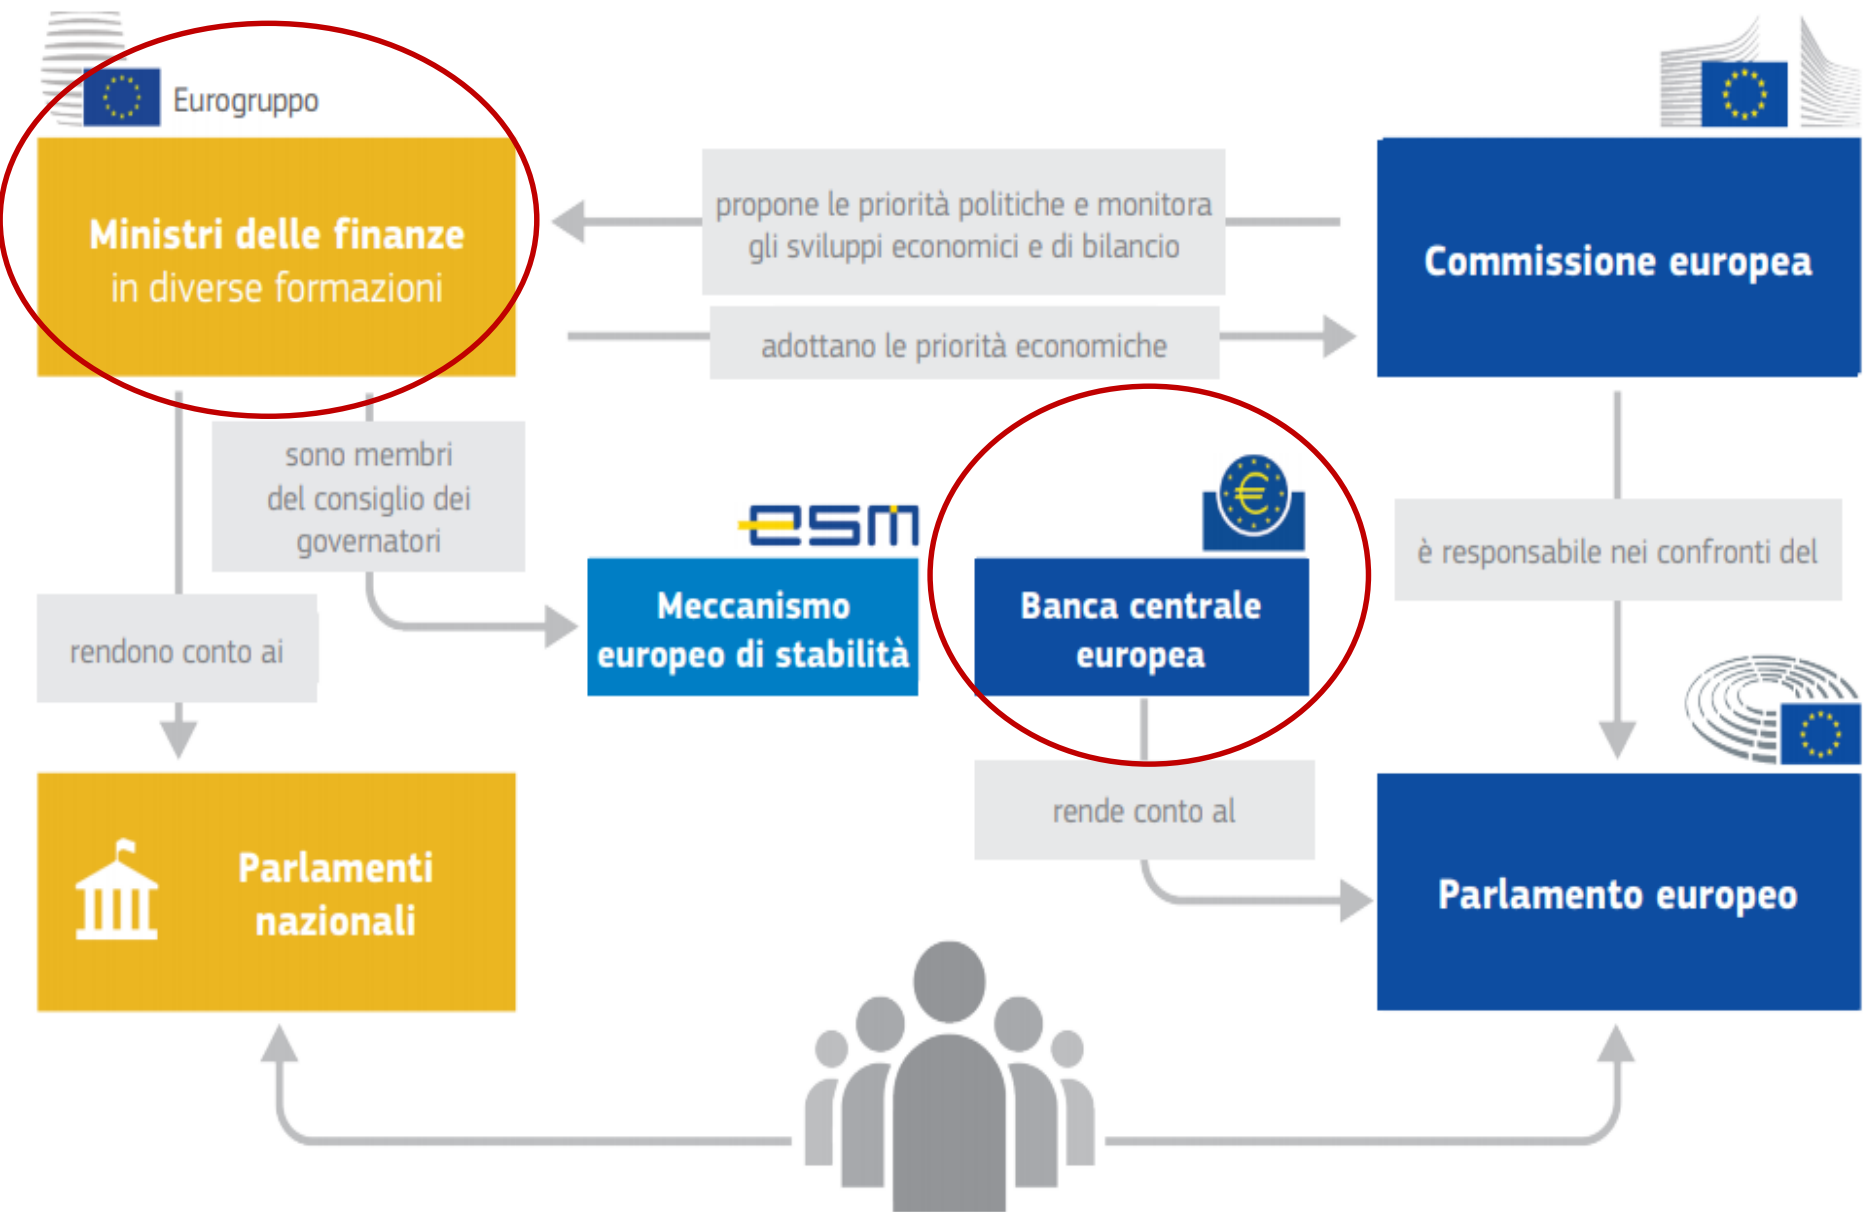 Eurogruppo
Ministri delle finanze
in diverse formazioni
propone le priorità politiche e monitora
gli sviluppi economici e di bilancio
adottano le priorità economiche
Commissione europea
sono membri
del consiglio dei
governatori
rendono conto ai
esm
Meccanismo
europeo di stabilità
€
Banca centrale
europea
è responsabile nei confronti del
rende conto al
Parlamenti
nazionali
Parlamento europeo